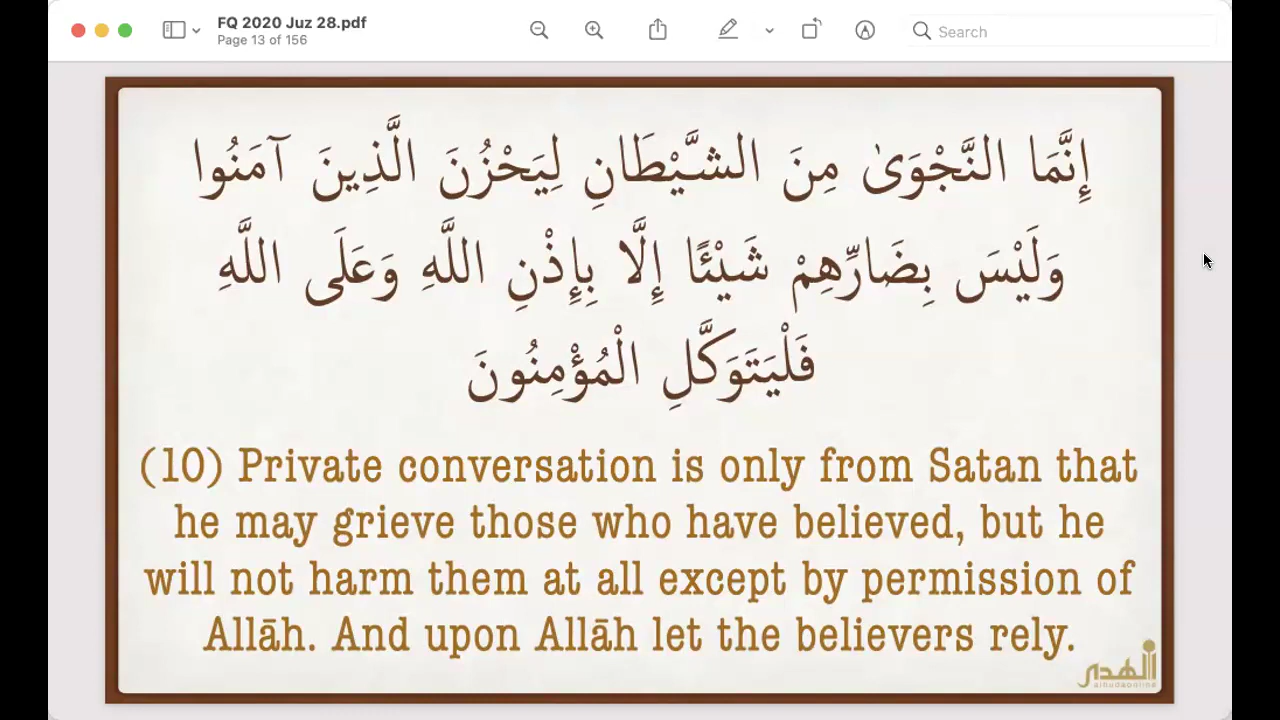 FQ 2020 Juz 28.pdf
Page 13 of 156
Search
إِنَّمَا النَّجْوَىٰ مِنَ الشَّيْطَانِ لِيَحْزُنَ الَّذِينَ آمَنُوا
وَلَيْسَ بِضَارِّهِمْ شَيْئًا إِلَّا بِإِذْنِ اللَّهِ وَعَلَى اللَّهِ
فَلْيَتَوَكَّلِ الْمُؤْمِنُونَ
(10) Private conversation is only from Satan that
he may grieve those who have believed, but he
will not harm them at all except by permission of
Allāh. And upon Allāh let the believers rely.
الهدى
alhudaonline